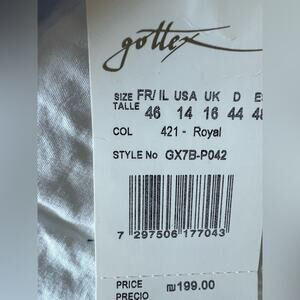 gottex
SIZE FR/IL USA UK D
TALLE 46 14 16 44
COL 421 - Royal
STYLE No GX7B-P042
7 297506 177043
PRICE ₪199.00
PRECIO